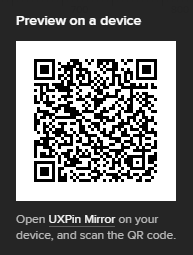 Preview on a device
Open UXPin Mirror on your
device, and scan the QR code.